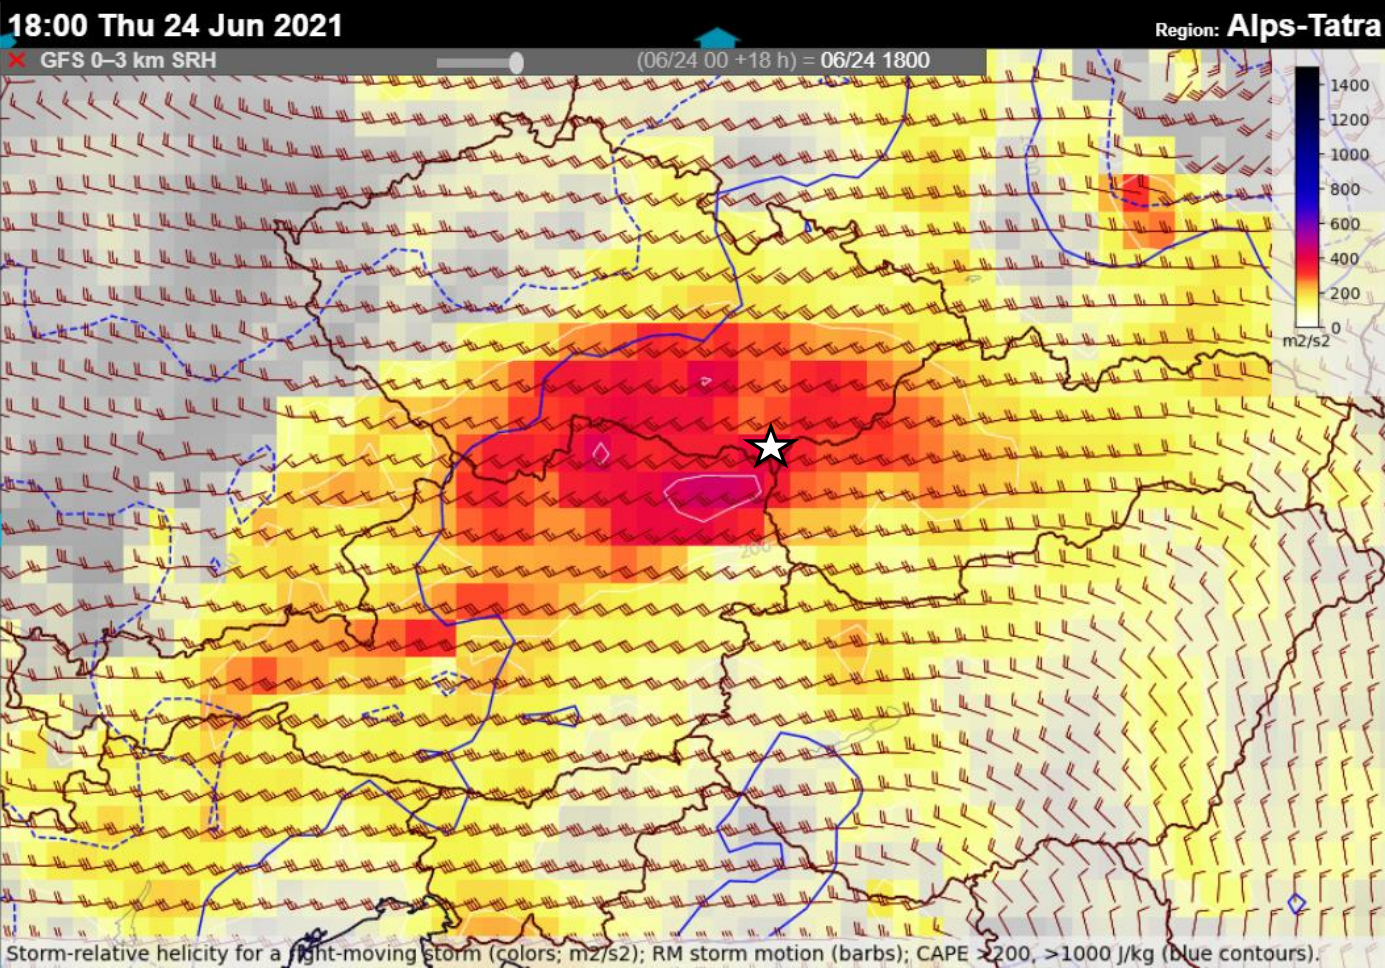 18:00 Thu 24 Jun 2021
Region: Alps-Tatra
GFS 0–3 km SRH
(06/24 00 +18 h) = 06/24 1800
1400
1200
1000
800
600
400
200
0
m2/s2
200
Storm-relative helicity for a right-moving storm (colors; m2/s2); RM storm motion (barbs); CAPE >200, >1000 J/kg (blue contours).